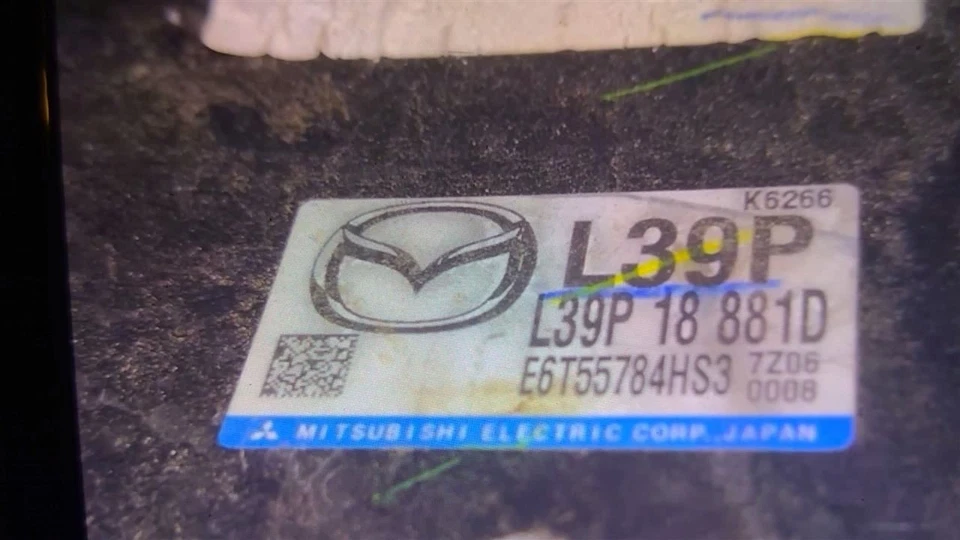 K6266
L39P
L39P 18 881D
E6T55784HS3 7Z06
0008
MITSUBISHI ELECTRIC CORP. JAPAN